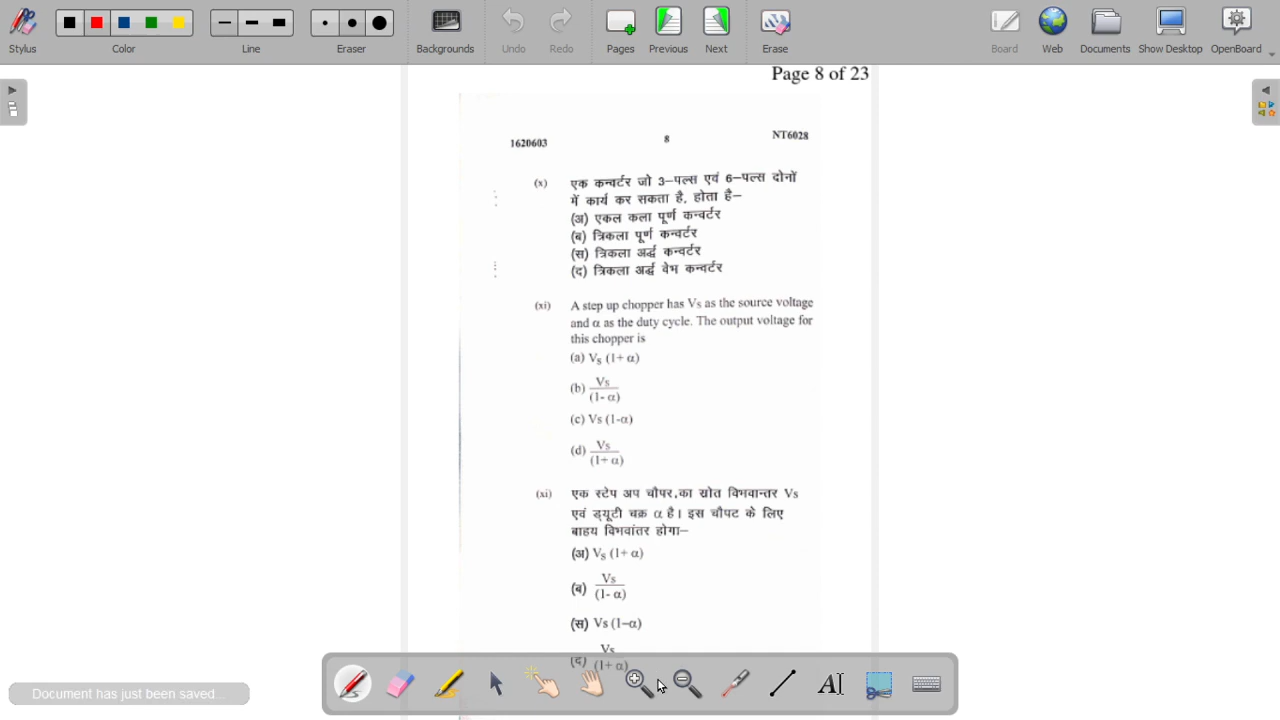 Stylus
Color
Line
Eraser
Backgrounds
Undo
Redo
Pages
Previous
Next
Erase
Board
Web
Documents
Show Desktop
OpenBoard
Page 8 of 23
1620603
8
NT6028
(x) एक कन्वर्टर जो 3–पल्स एवं 6–पल्स दोनों
में कार्य कर सकता है, होता है–
(अ) एकल कला पूर्ण कन्वर्टर
(ब) त्रिकला पूर्ण कन्वर्टर
(स) त्रिकला अर्द्ध कन्वर्टर
(द) त्रिकला अर्द्ध वेभ कन्वर्टर
(xi) A step up chopper has Vs as the source voltage
and α as the duty cycle. The output voltage for
this chopper is
(a) Vs (1+ α)
(b) Vs
(1- α)
(c) Vs (1-α)
(d) Vs
(1+ α)
(xi) एक स्टेप अप चौपर,का स्रोत विभवान्तर Vs
एवं ड्यूटी चक्र α है। इस चौपट के लिए
बाहय विभवांतर होगा–
(अ) Vs (1+ α)
(ब) Vs
(1- α)
(स) Vs (1–α)
(द) Vs
(1+ α)
Document has just been saved...